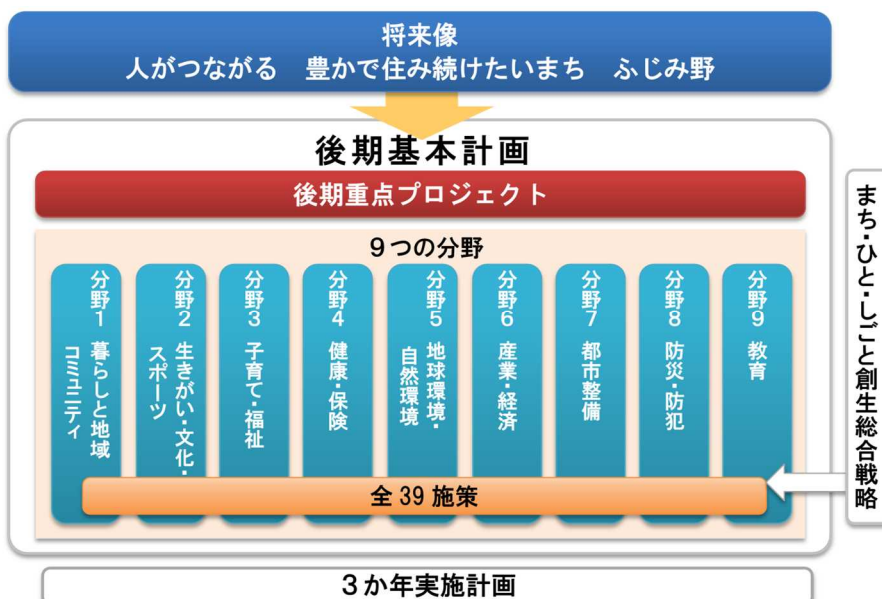 将来像
人がつながる　豊かで住み続けたいまち　ふじみ野
後期基本計画
後期重点プロジェクト
9つの分野
分野1　暮らしと地域
コミュニティ
分野2　生きがい・文化・
スポーツ
分野3　子育て・福祉
分野4　健康・保険
分野5　地球環境・
自然環境
分野6　産業・経済
分野7　都市整備
分野8　防災・防犯
分野9　教育
全39施策
まち・ひと・しごと創生総合戦略
3か年実施計画